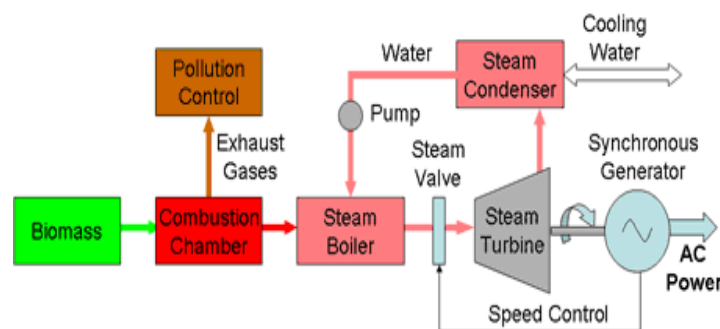 Cooling
Water
Water
Steam
Condenser
Pollution
Control
Pump
Exhaust
Gases
Steam
Valve
Synchronous
Generator
Biomass
Combustion
Chamber
Steam
Boiler
Steam
Turbine
AC
Power
Speed Control